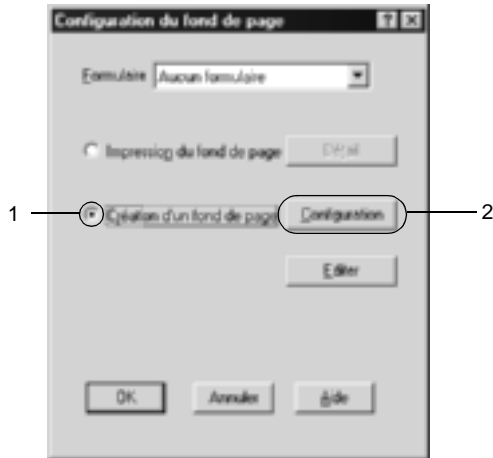 Configuration du fond de page
Formulaire Aucun formulaire
Impression du fond de page Détail
1 Création d'un fond de page Configuration 2
Editer
OK Annuler Aide